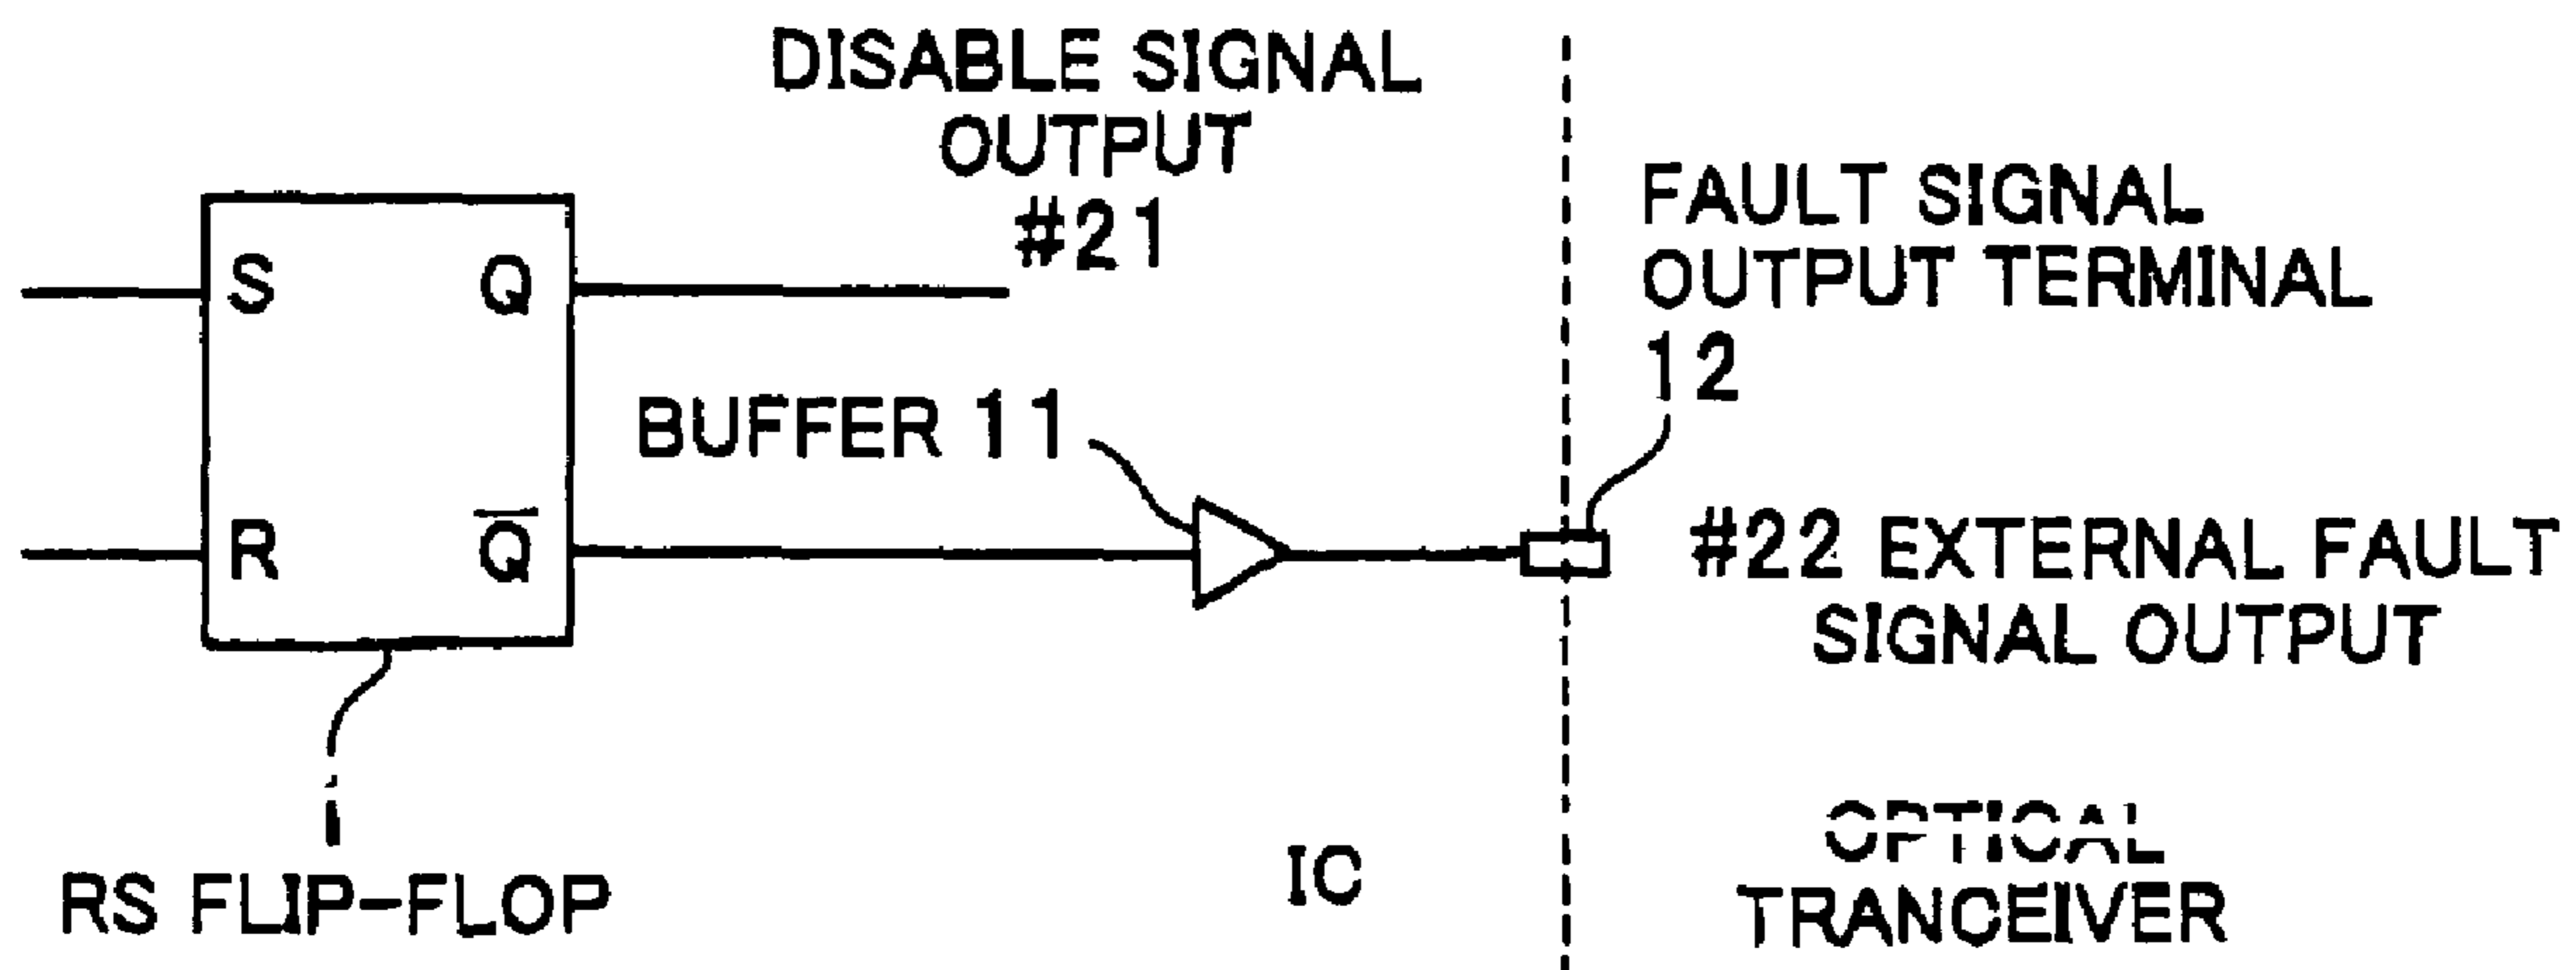 DISABLE SIGNAL
OUTPUT
#21
FAULT SIGNAL
OUTPUT TERMINAL
12
S
Q
BUFFER 11
R
Q̅
#22 EXTERNAL FAULT
SIGNAL OUTPUT
1
RS FLIP-FLOP
IC
OPTICAL
TRANCEIVER